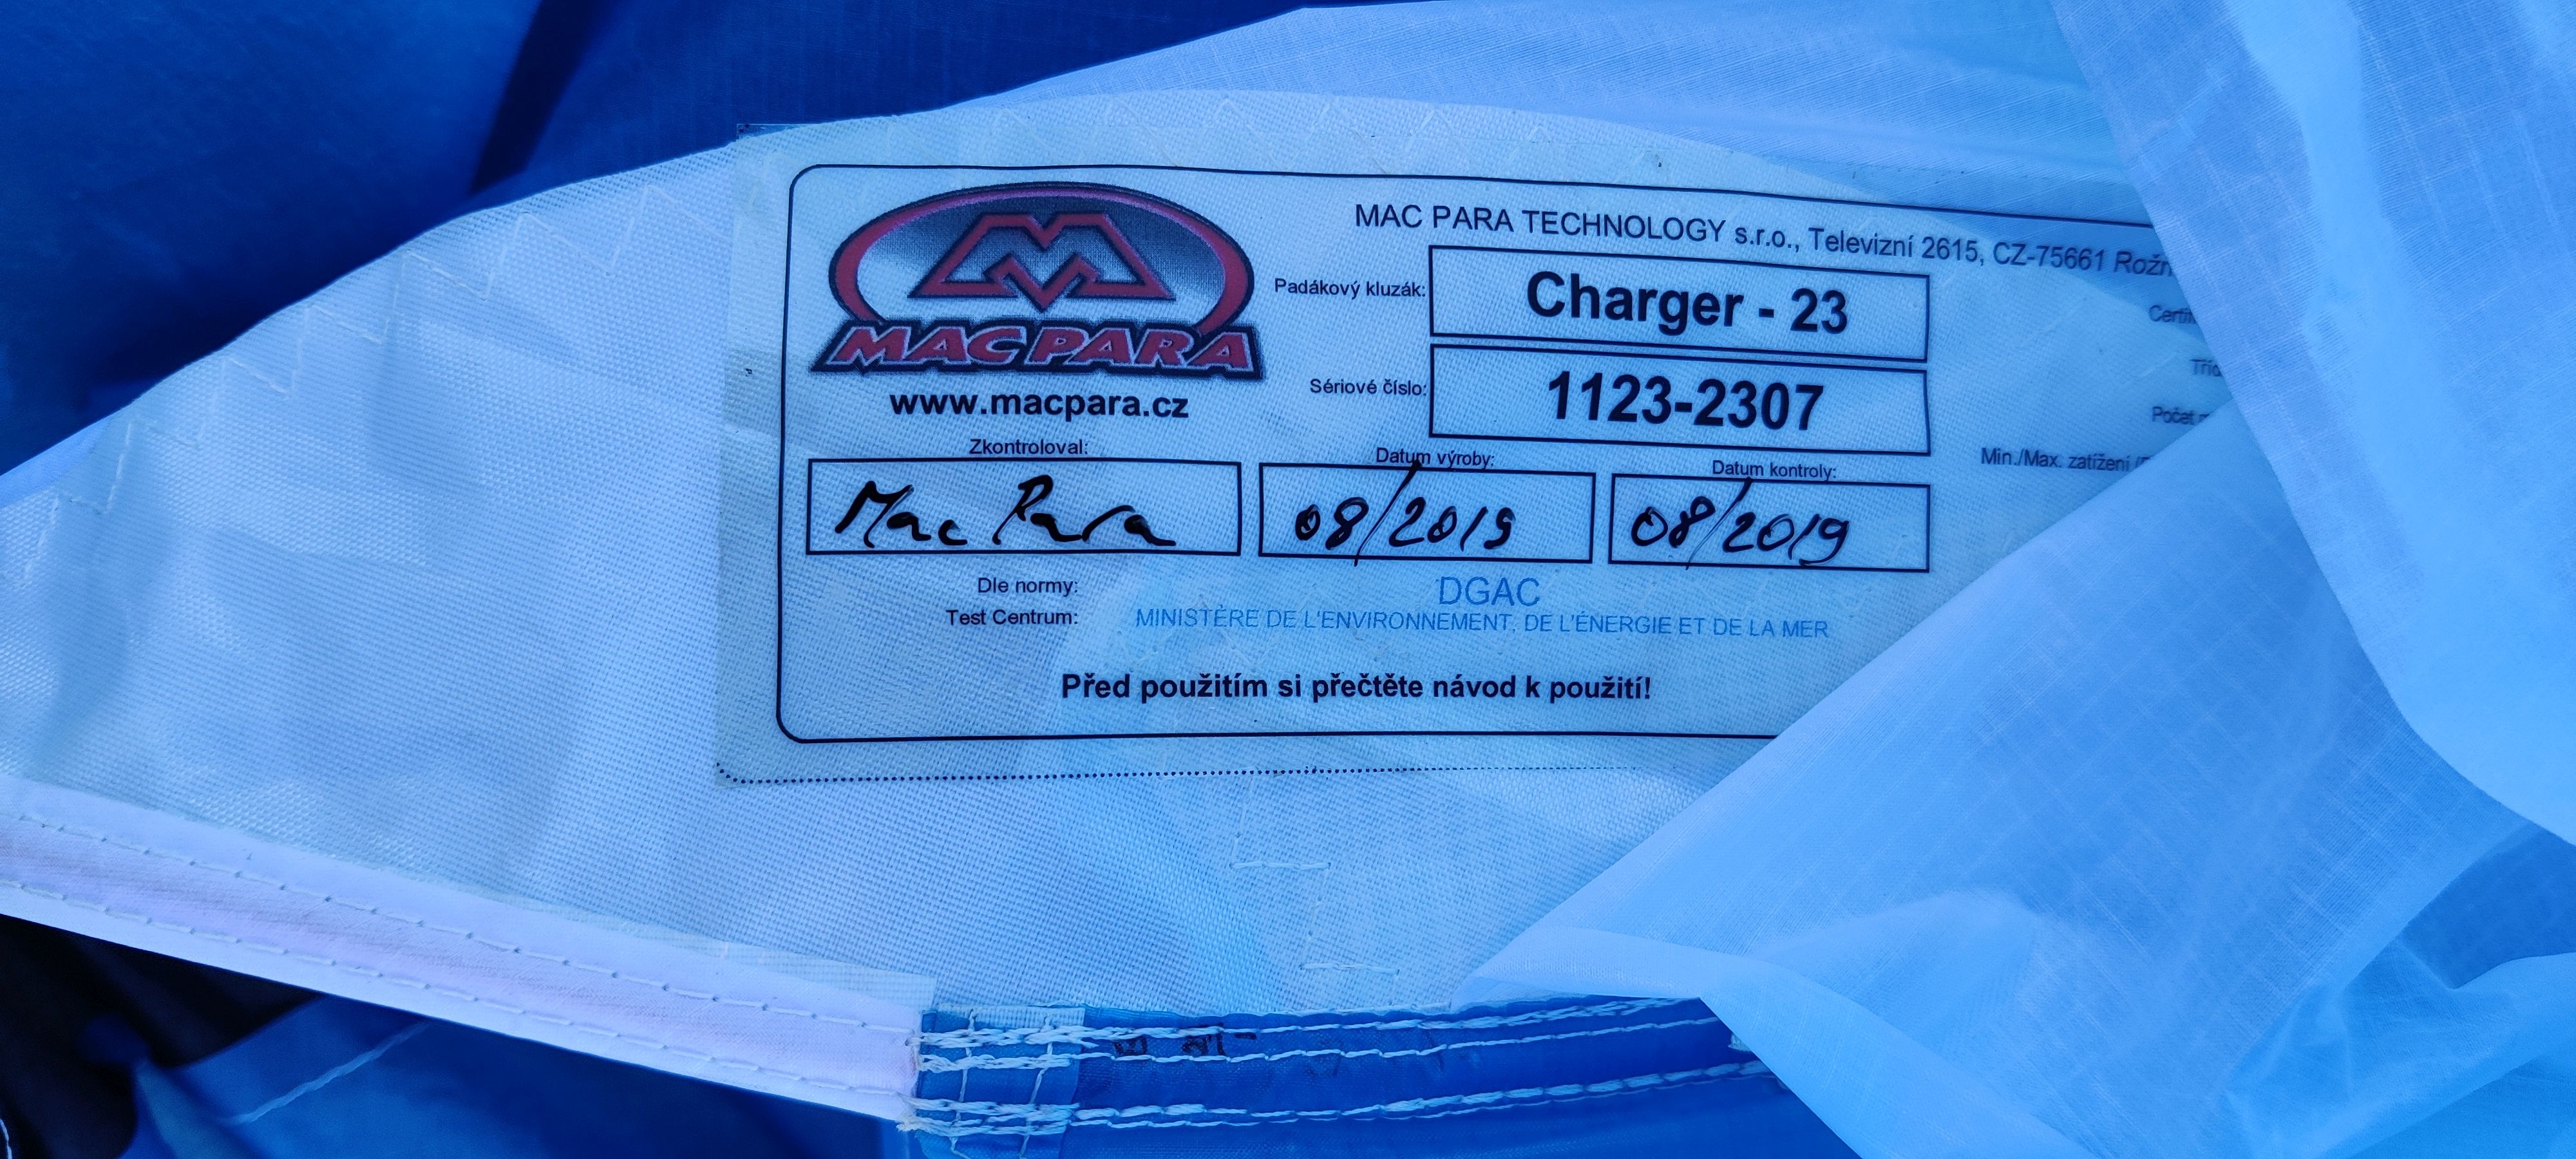 MAC PARA TECHNOLOGY s.r.o., Televizní 2615, CZ-75661
MAC PARA
www.macpara.cz
Padákový kluzák: Charger - 23
Sériové číslo: 1123-2307
Zkontroloval: Datum výroby: Datum kontroly: Min./Max. zatížení
Mac Para 08/2019 08/2019
Dle normy: DGAC
Test Centrum: MINISTÈRE DE L'ENVIRONNEMENT, DE L'ÉNERGIE ET DE LA MER
Před použitím si přečtěte návod k použití!